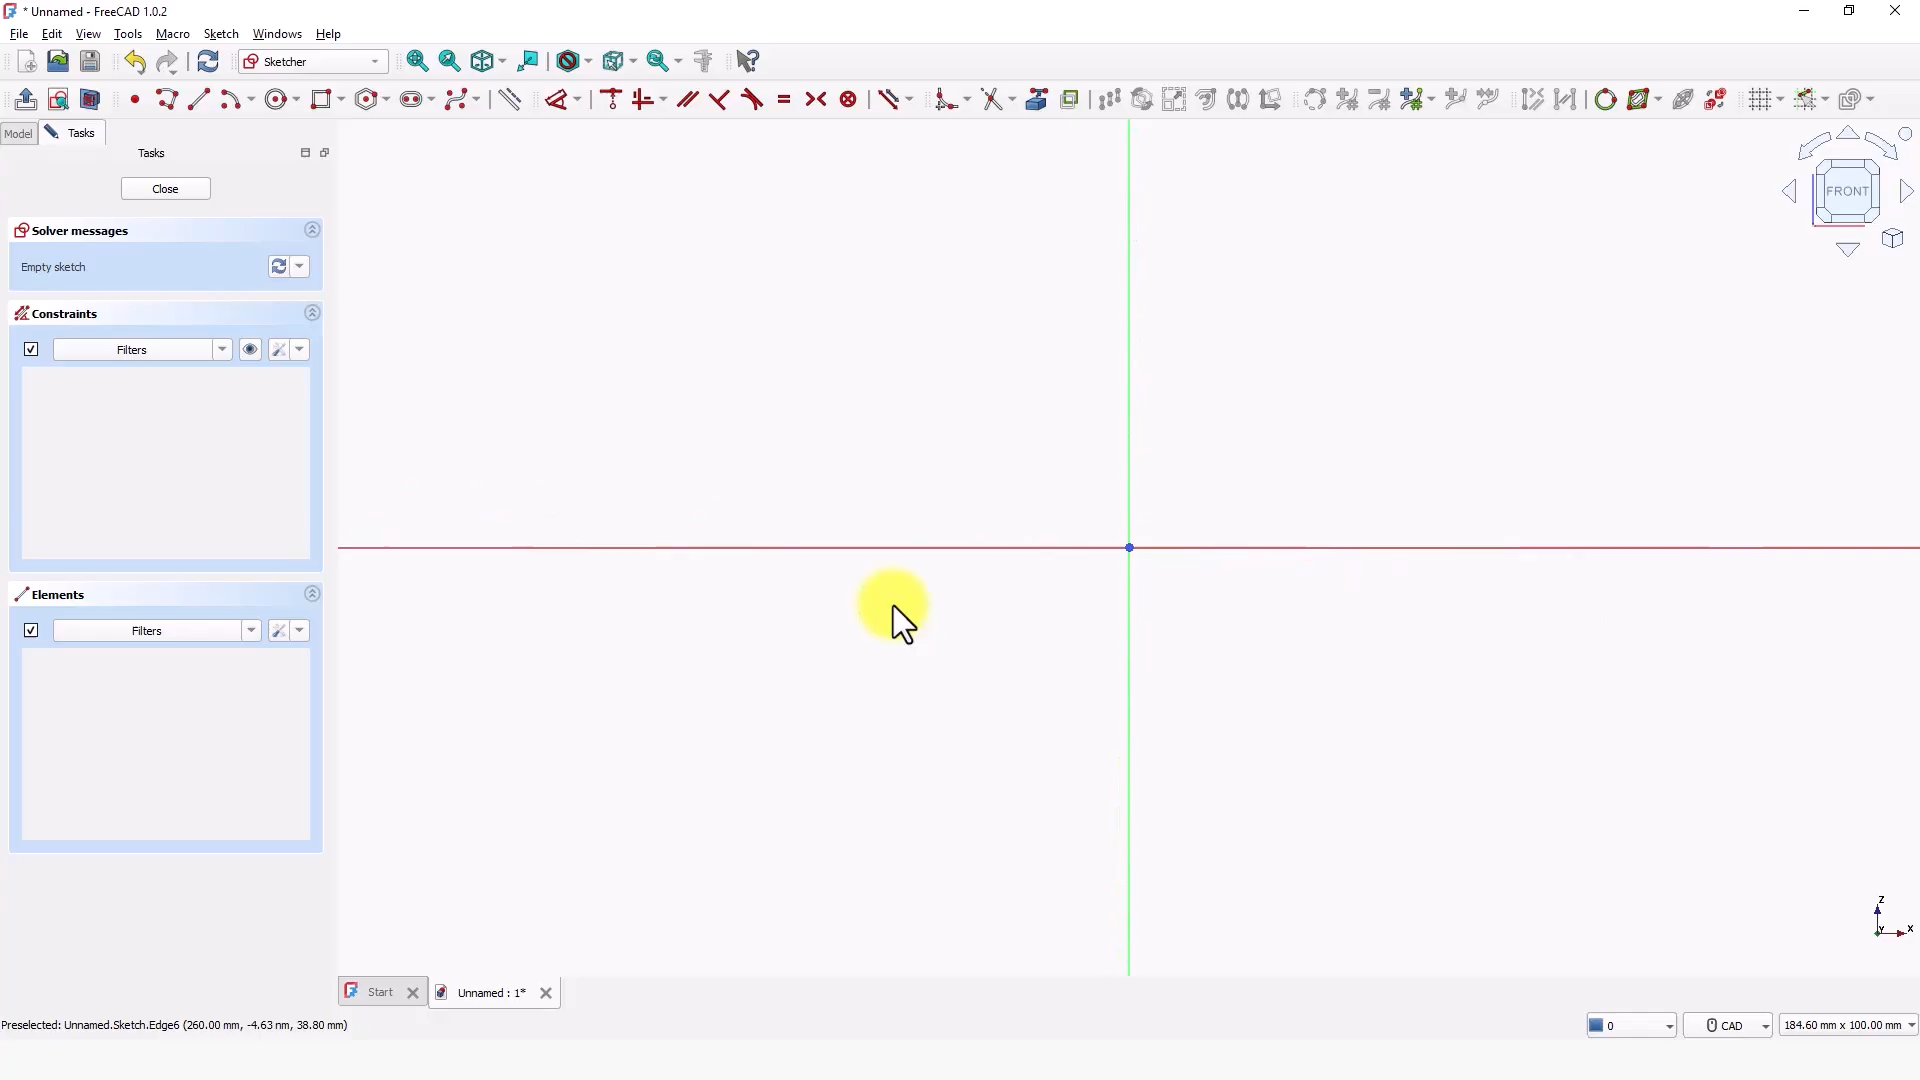 * Unnamed - FreeCAD 1.0.2
File Edit View Tools Macro Sketch Windows Help
Sketcher
Model Tasks
Tasks
Close
FRONT
Solver messages
Empty sketch
Constraints
Filters
Elements
Filters
Z
Y
X
Start
Unnamed : 1*
Preselected: Unnamed.Sketch.Edge6 (260.00 mm, -4.63 nm, 38.80 mm)
0
CAD
184.60 mm x 100.00 mm